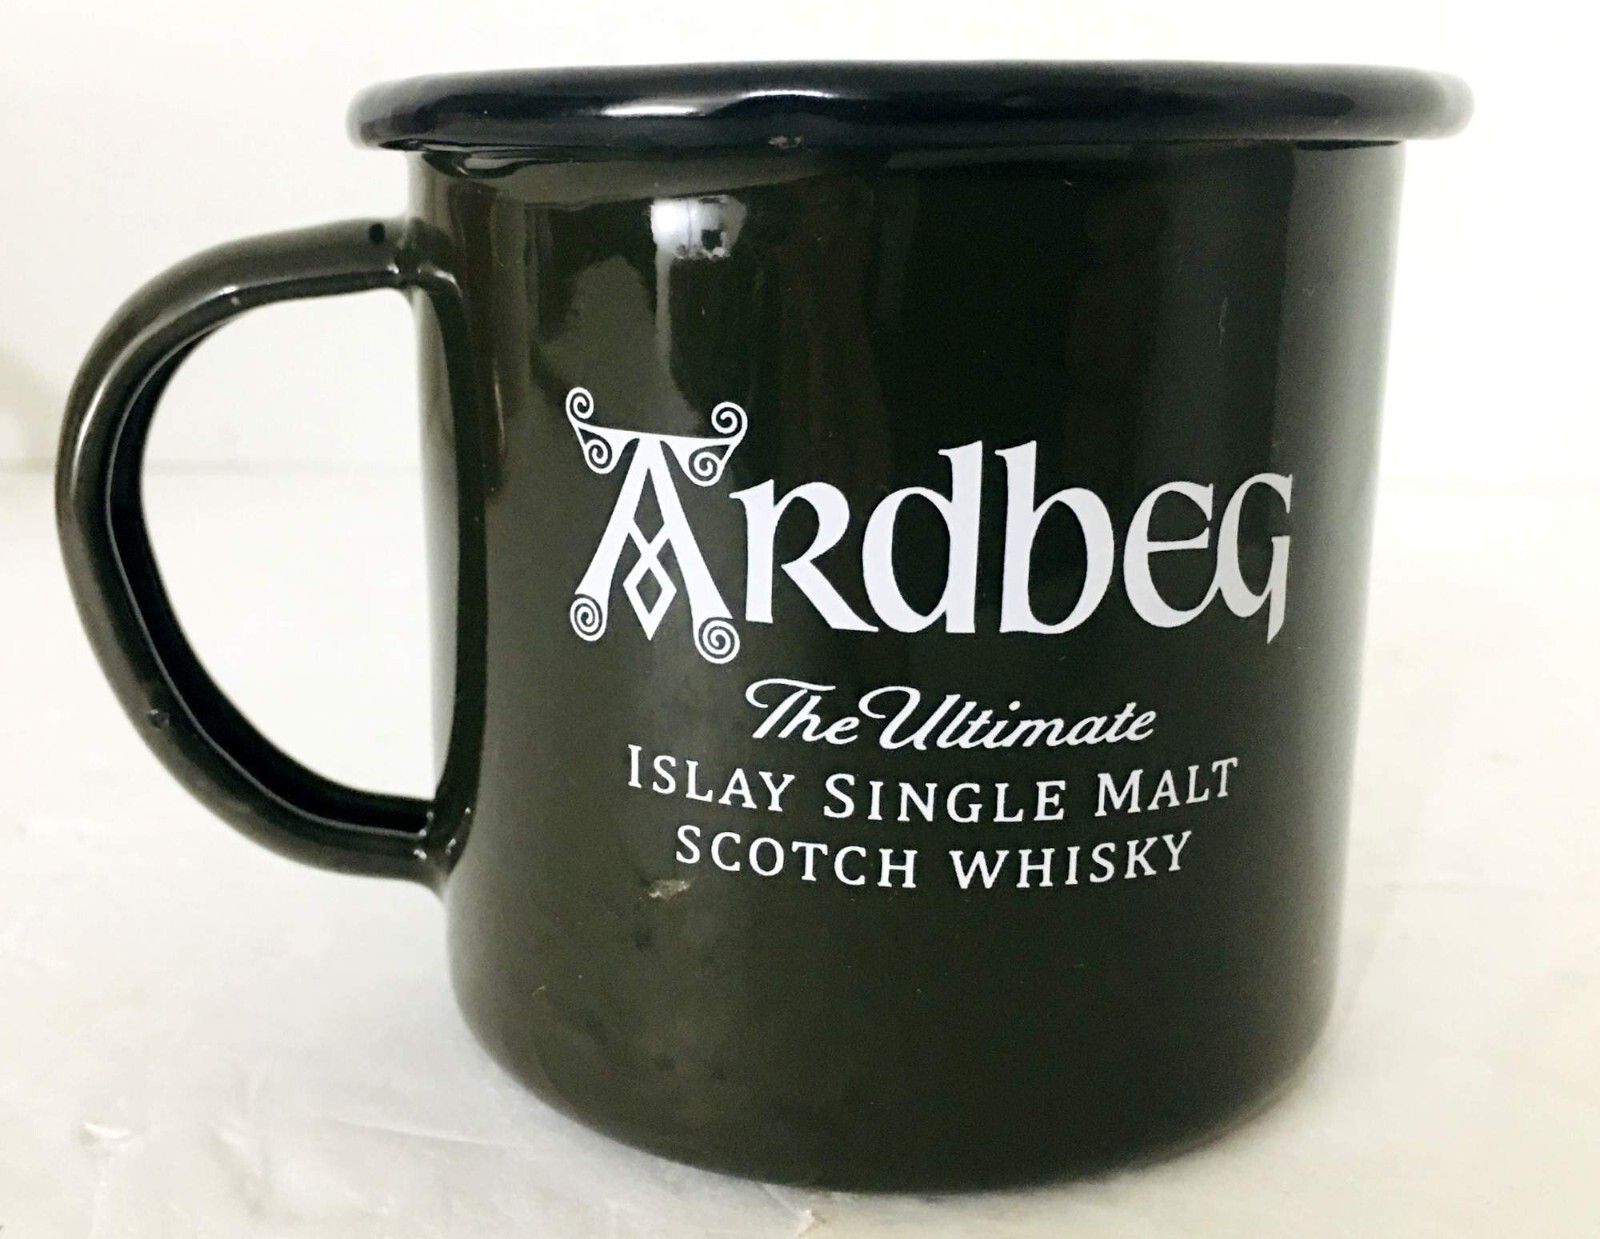 Ardbeg
The Ultimate
ISLAY SINGLE MALT
SCOTCH WHISKY